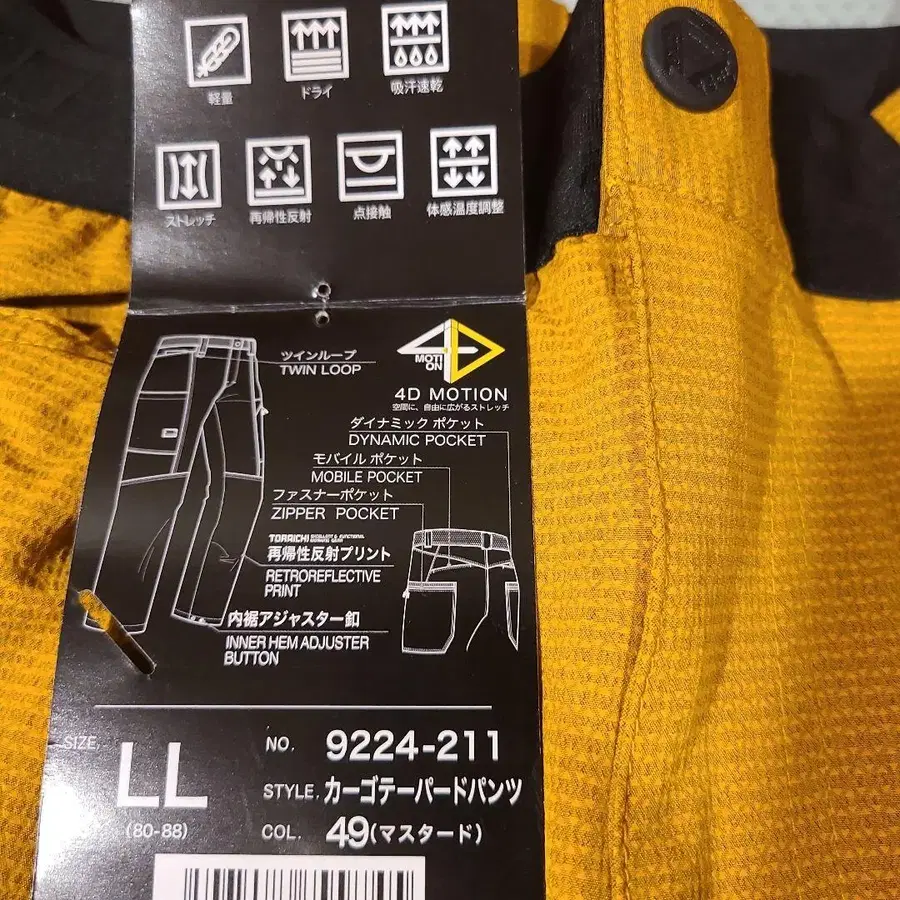 軽量
ドライ
吸汗速乾
ストレッチ
再帰性反射
点接触
体感温度調整
ツインループ
TWIN LOOP
MOTI
ON
4D MOTION
空間に、自由に広がるストレッチ
ダイナミック ポケット
DYNAMIC POCKET
モバイル ポケット
MOBILE POCKET
ファスナーポケット
ZIPPER POCKET
TORAICHI EXCELLENT & FUNCTIONAL
WORKING GEAR
再帰性反射プリント
RETROREFLECTIVE
PRINT
内裾アジャスター釦
INNER HEM ADJUSTER
BUTTON
SIZE
LL
(80-88)
NO. 9224-211
STYLE. カーゴテーパードパンツ
COL. 49(マスタード)